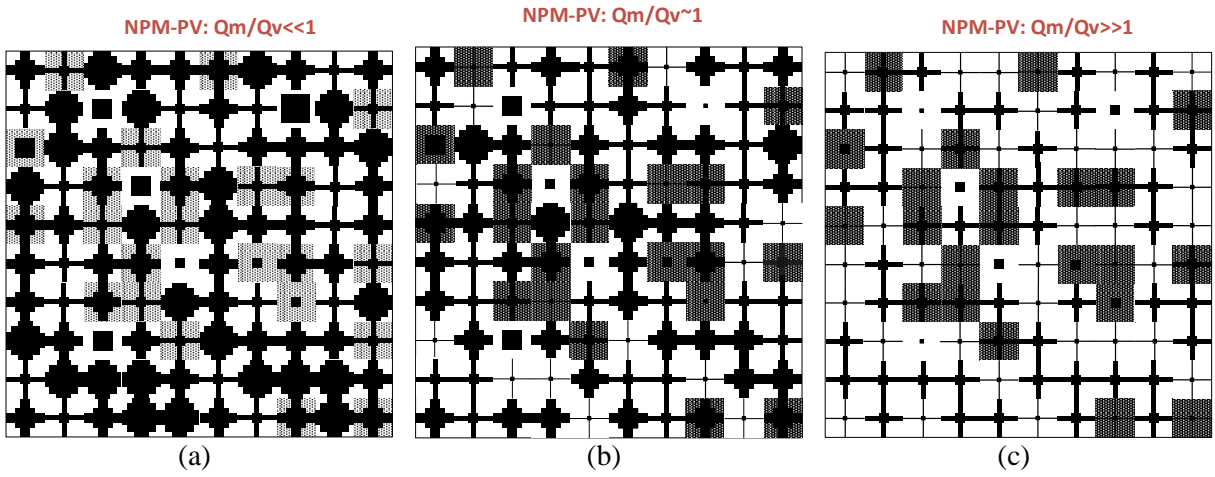 NPM-PV: Qm/Qv<<1
NPM-PV: Qm/Qv~1
NPM-PV: Qm/Qv>>1
(a)
(b)
(c)